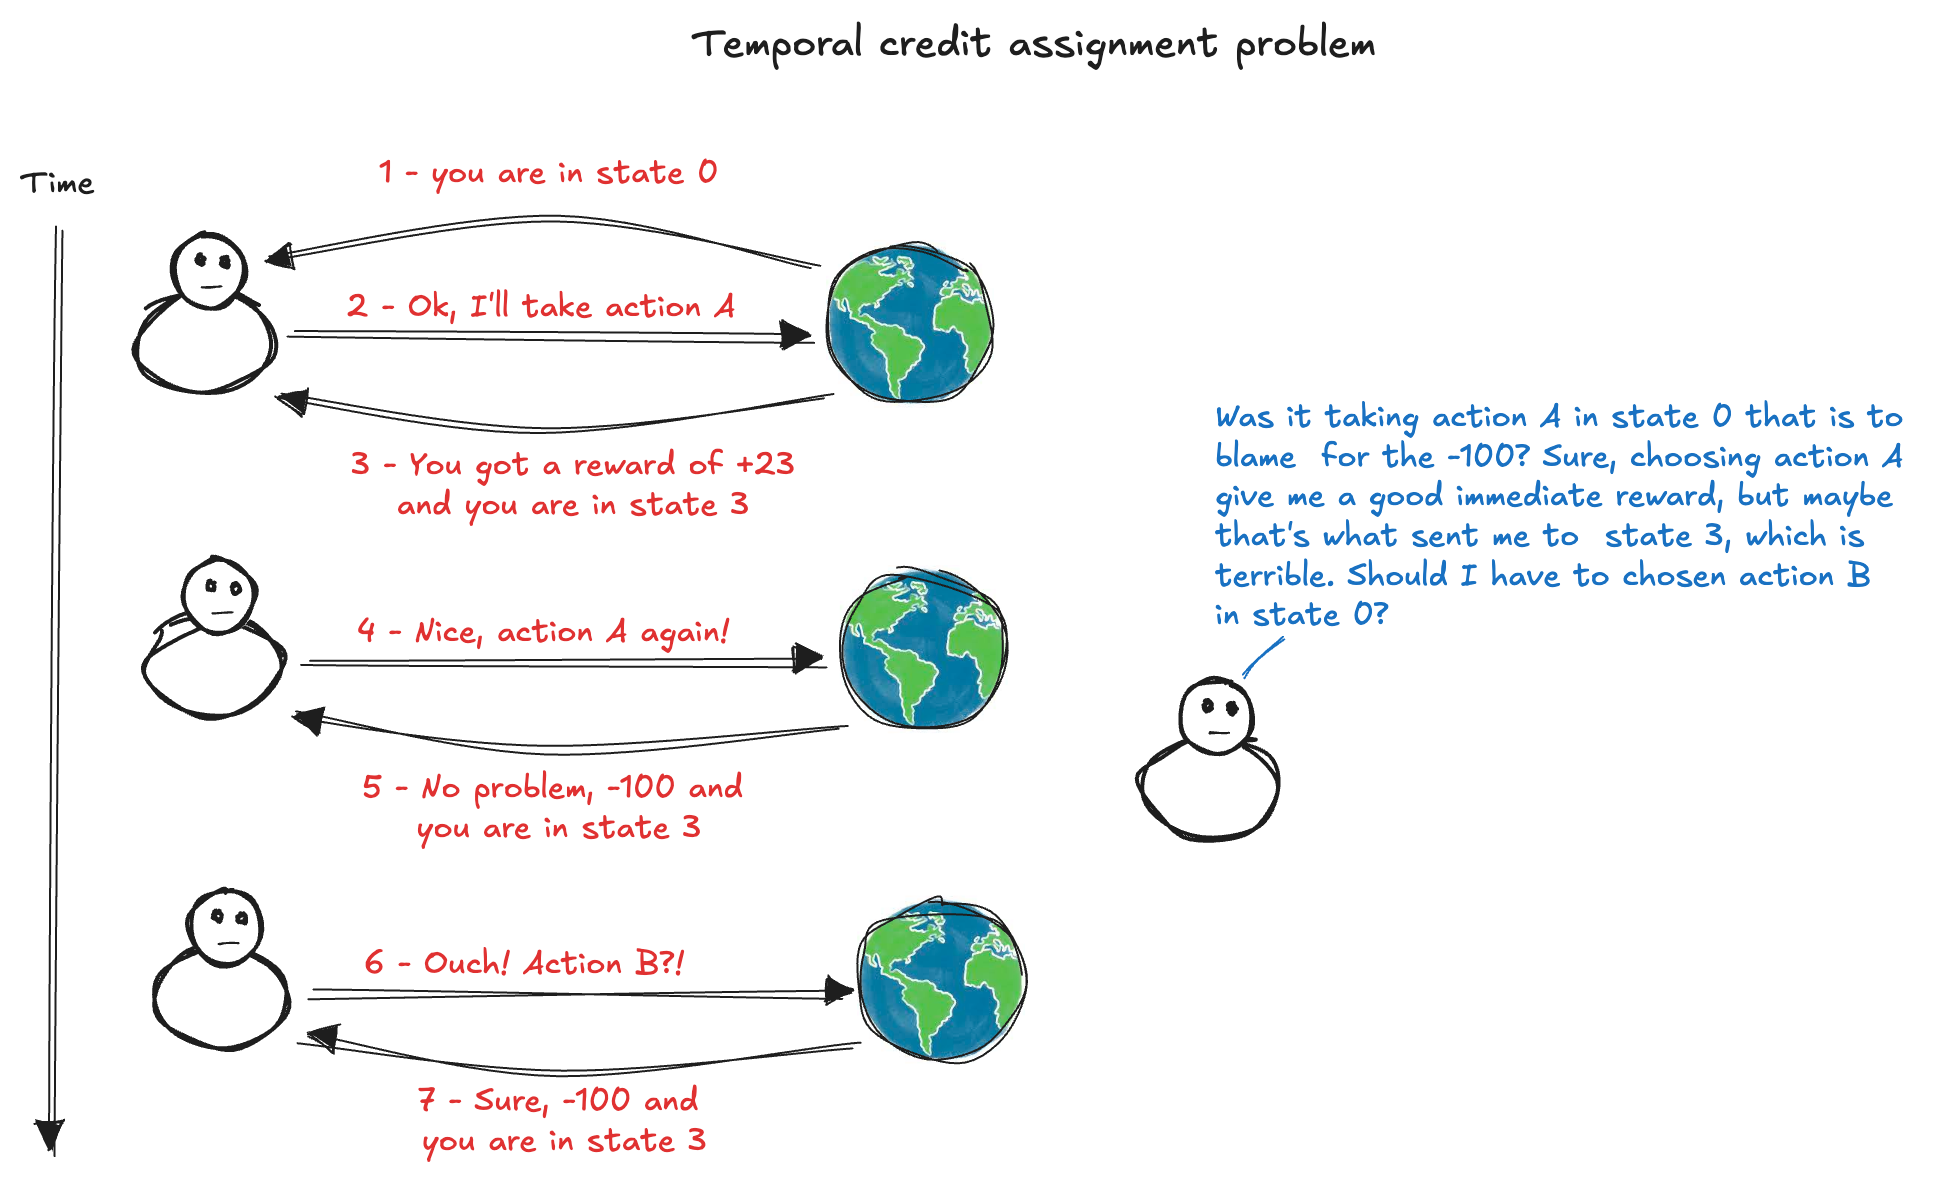 Temporal credit assignment problem
Time
1 - you are in state 0
2 - Ok, I'll take action A
3 - You got a reward of +23
and you are in state 3
4 - Nice, action A again!
5 - No problem, -100 and
you are in state 3
6 - Ouch! Action B?!
7 - Sure, -100 and
you are in state 3
Was it taking action A in state 0 that is to
blame for the -100? Sure, choosing action A
give me a good immediate reward, but maybe
that's what sent me to state 3, which is
terrible. Should I have to chosen action B
in state 0?